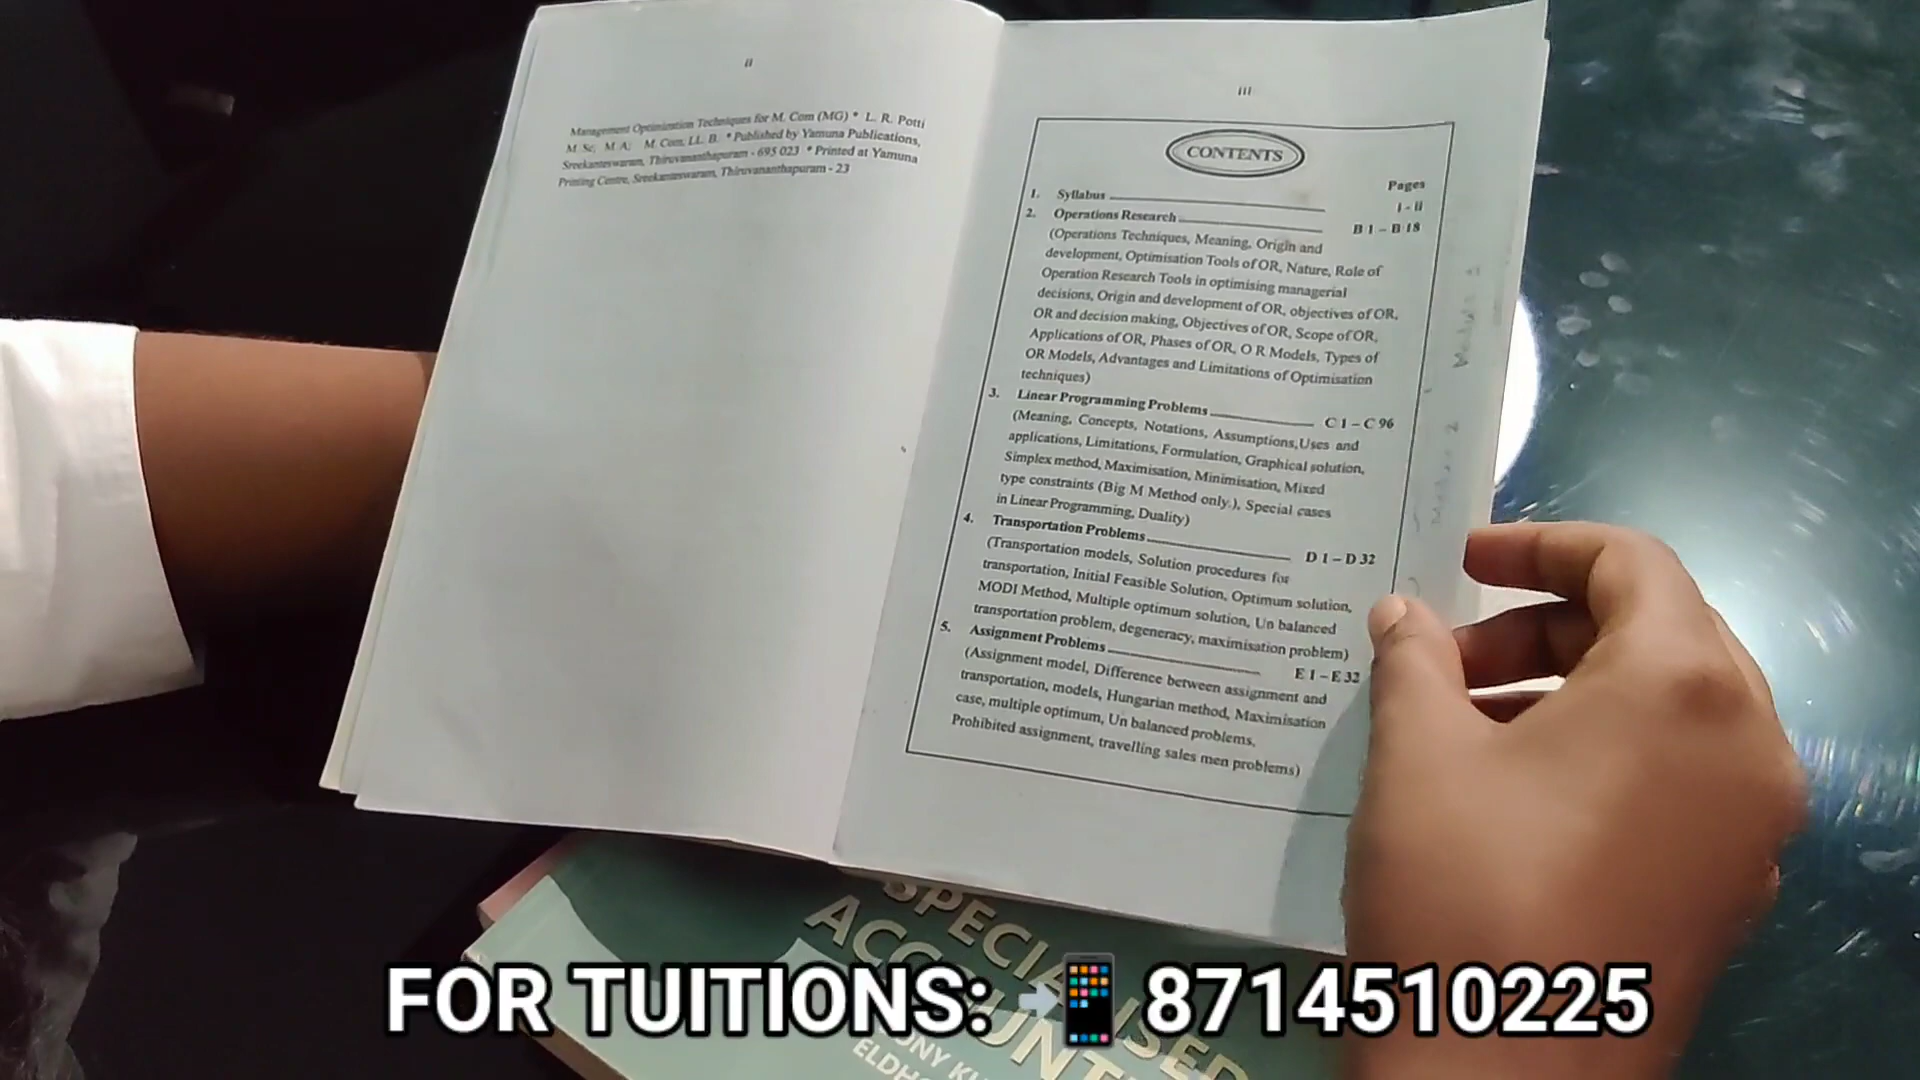 ii
Management Optimization Techniques for M. Com (MG) * L. R. Potti
M Sc, M A, M. Com, LL. B. * Published by Yamuna Publications,
Sreekanteswaram, Thiruvananthapuram - 695 023 * Printed at Yamuna
Printing Centre, Sreekanteswaram, Thiruvananthapuram - 23
iii
CONTENTS
Pages
1. Syllabus I - II
2. Operations Research B 1 – B 18
(Operations Techniques, Meaning, Origin and
development, Optimisation Tools of OR, Nature, Role of
Operation Research Tools in optimising managerial
decisions, Origin and development of OR, objectives of OR,
OR and decision making, Objectives of OR, Scope of OR,
Applications of OR, Phases of OR, O R Models, Types of
OR Models, Advantages and Limitations of Optimisation
techniques)
3. Linear Programming Problems C 1 – C 96
(Meaning, Concepts, Notations, Assumptions, Uses and
applications, Limitations, Formulation, Graphical solution,
Simplex method, Maximisation, Minimisation, Mixed
type constraints (Big M Method only.), Special cases
in Linear Programming, Duality)
4. Transportation Problems D 1 – D 32
(Transportation models, Solution procedures for
transportation, Initial Feasible Solution, Optimum solution,
MODI Method, Multiple optimum solution, Un balanced
transportation problem, degeneracy, maximisation problem)
5. Assignment Problems E 1 – E 32
(Assignment model, Difference between assignment and
transportation, models, Hungarian method, Maximisation
case, multiple optimum, Un balanced problems,
Prohibited assignment, travelling sales men problems)
SPECIALISED
ACCOUNT
FOR TUITIONS: 8714510225